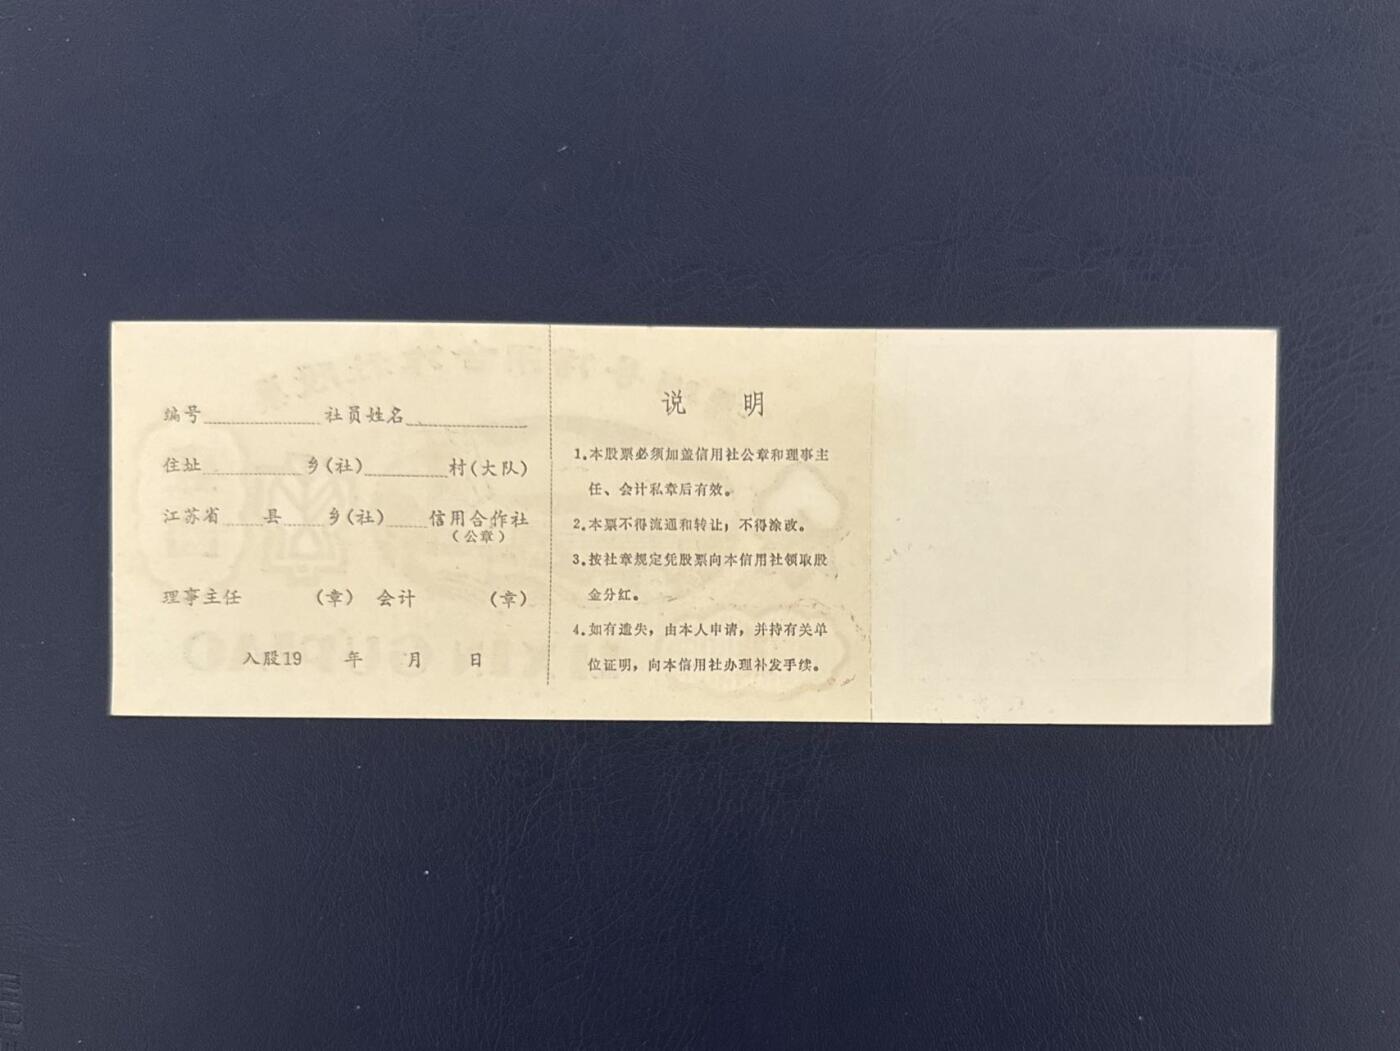 编号 社员姓名
住址 乡(社) 村(大队)
江苏省 县 乡(社) 信用合作社
(公章)
理事主任 (章) 会计 (章)
入股19 年 月 日
说 明
1.本股票必须加盖信用社公章和理事主
任、会计私章后有效。
2.本票不得流通和转让，不得涂改。
3.按社章规定凭股票向本信用社领取股
金分红。
4.如有遗失，由本人申请，并持有关单
位证明，向本信用社办理补发手续。